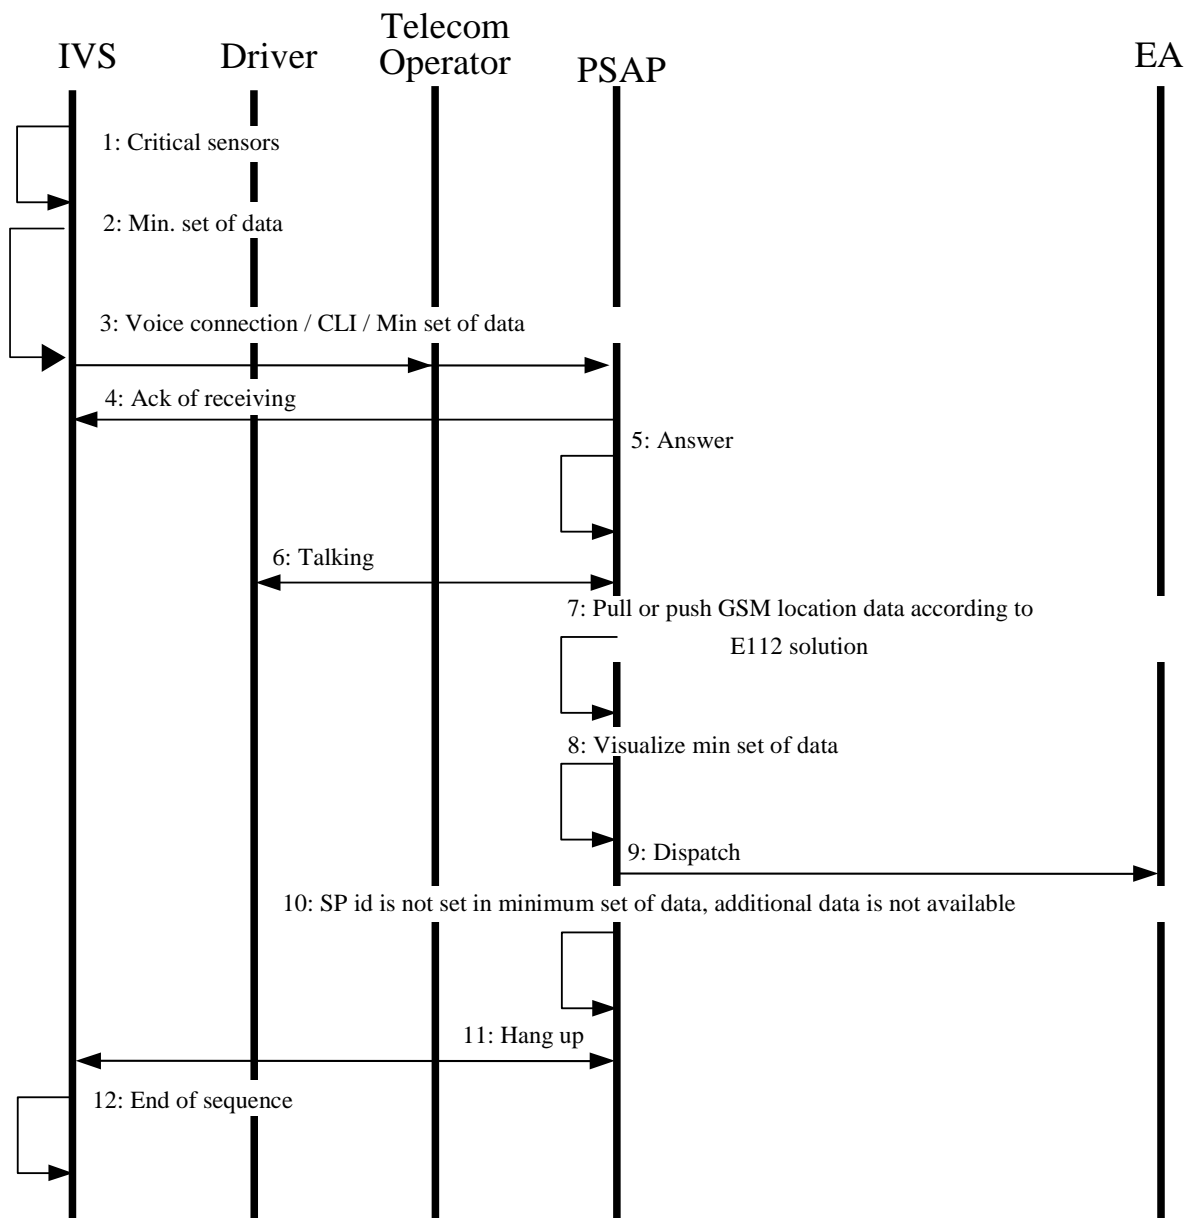 IVS
Driver
Telecom
Operator
PSAP
EA
1: Critical sensors
2: Min. set of data
3: Voice connection / CLI / Min set of data
4: Ack of receiving
5: Answer
6: Talking
7: Pull or push GSM location data according to
E112 solution
8: Visualize min set of data
9: Dispatch
10: SP id is not set in minimum set of data, additional data is not available
11: Hang up
12: End of sequence